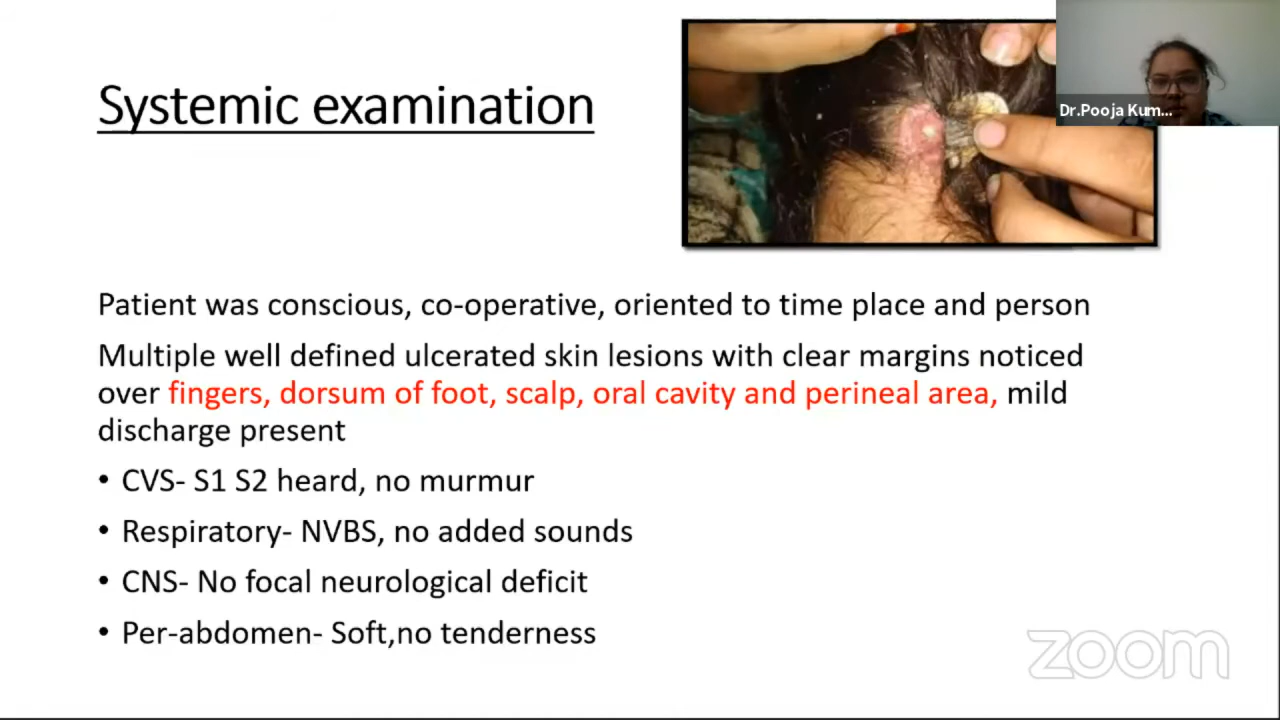 Systemic examination
Dr.Pooja Kum...
Patient was conscious, co-operative, oriented to time place and person
Multiple well defined ulcerated skin lesions with clear margins noticed
over fingers, dorsum of foot, scalp, oral cavity and perineal area, mild
discharge present
• CVS- S1 S2 heard, no murmur
• Respiratory- NVBS, no added sounds
• CNS- No focal neurological deficit
• Per-abdomen- Soft,no tenderness
zoom